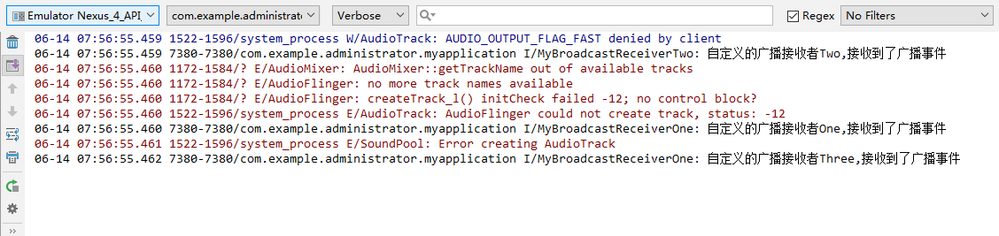 Emulator Nexus_4_API_ com.example.administrat Verbose Regex No Filters
06-14 07:56:55.459 1522-1596/system_process W/AudioTrack: AUDIO_OUTPUT_FLAG_FAST denied by client
06-14 07:56:55.459 7380-7380/com.example.administrator.myapplication I/MyBroadcastReceiverTwo: 自定义的广播接收者Two,接收到了广播事件
06-14 07:56:55.460 1172-1584/? E/AudioMixer: AudioMixer::getTrackName out of available tracks
06-14 07:56:55.460 1172-1584/? E/AudioFlinger: no more track names available
06-14 07:56:55.460 1172-1584/? E/AudioFlinger: createTrack_l() initCheck failed -12; no control block?
06-14 07:56:55.460 1522-1596/system_process E/AudioTrack: AudioFlinger could not create track, status: -12
06-14 07:56:55.460 7380-7380/com.example.administrator.myapplication I/MyBroadcastReceiverOne: 自定义的广播接收者One,接收到了广播事件
06-14 07:56:55.461 1522-1596/system_process E/SoundPool: Error creating AudioTrack
06-14 07:56:55.462 7380-7380/com.example.administrator.myapplication I/MyBroadcastReceiverOne: 自定义的广播接收者Three,接收到了广播事件